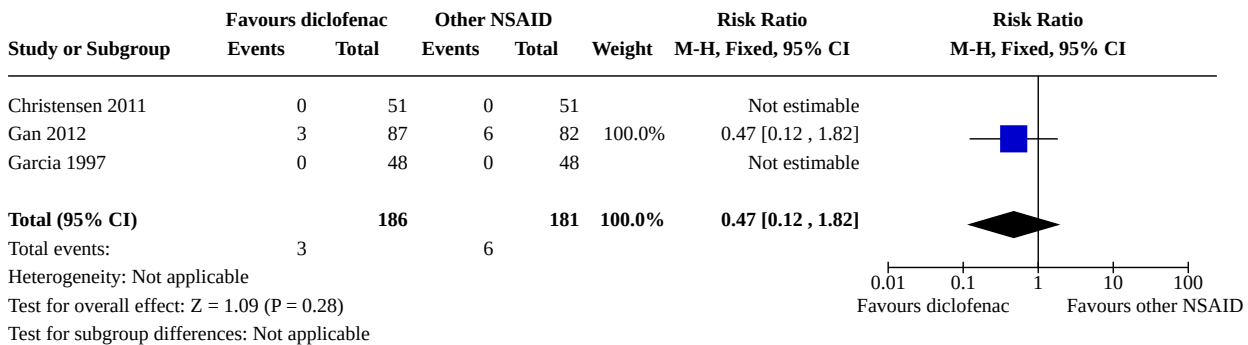 Favours diclofenac Other NSAID Risk Ratio Risk Ratio
Study or Subgroup Events Total Events Total Weight M-H, Fixed, 95% CI M-H, Fixed, 95% CI
Christensen 2011 0 51 0 51 Not estimable
Gan 2012 3 87 6 82 100.0% 0.47 [0.12 , 1.82]
Garcia 1997 0 48 0 48 Not estimable
Total (95% CI) 186 181 100.0% 0.47 [0.12 , 1.82]
Total events: 3 6
Heterogeneity: Not applicable
0.01 0.1 1 10 100
Test for overall effect: Z = 1.09 (P = 0.28)
Favours diclofenac Favours other NSAID
Test for subgroup differences: Not applicable